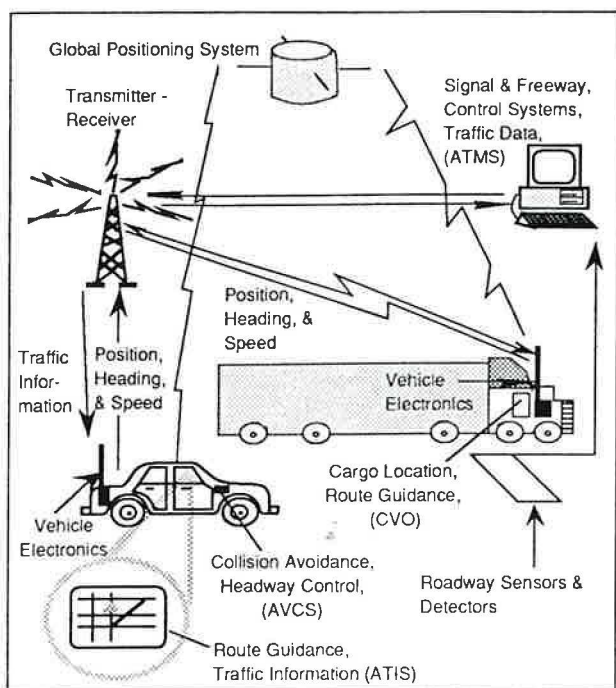 Global Positioning System
Transmitter -
Receiver
Signal & Freeway,
Control Systems,
Traffic Data,
(ATMS)
Position,
Heading, &
Speed
Traffic
Infor-
mation
Position,
Heading,
& Speed
Vehicle
Electronics
Cargo Location,
Route Guidance,
(CVO)
Vehicle
Electronics
Collision Avoidance,
Headway Control,
(AVCS)
Roadway Sensors &
Detectors
Route Guidance,
Traffic Information (ATIS)